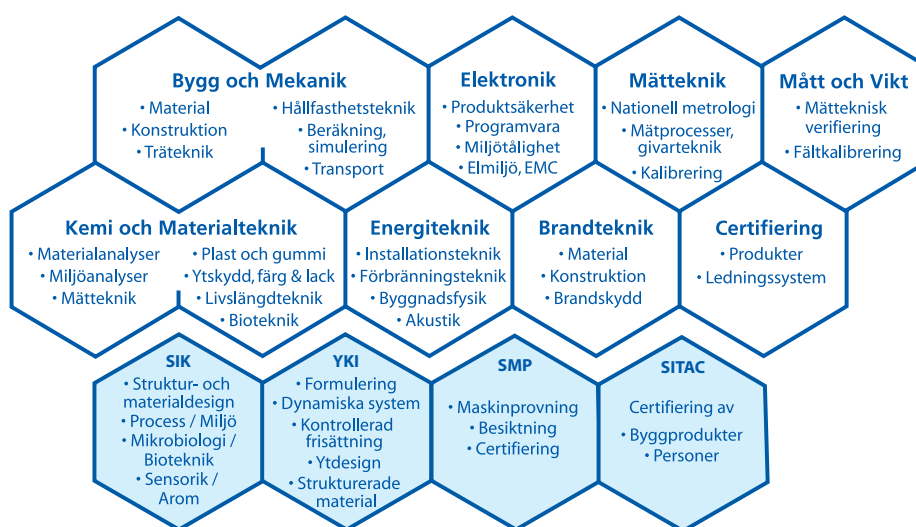 Bygg och Mekanik
• Material
• Konstruktion
• Träteknik
• Hållfasthetsteknik
• Beräkning,
simulering
• Transport
Elektronik
• Produktsäkerhet
• Programvara
• Miljötålighet
• Elmiljö, EMC
Mätteknik
• Nationell metrologi
• Mätprocesser,
givarteknik
• Kalibrering
Mått och Vikt
• Mätteknisk
verifiering
• Fältkalibrering
Kemi och Materialteknik
• Materialanalyser
• Miljöanalyser
• Mätteknik
• Plast och gummi
• Ytskydd, färg & lack
• Livslängdteknik
• Bioteknik
Energiteknik
• Installationsteknik
• Förbränningsteknik
• Byggnadsfysik
• Akustik
Brandteknik
• Material
• Konstruktion
• Brandskydd
Certifiering
• Produkter
• Ledningssystem
SIK
• Struktur- och
materialdesign
• Process / Miljö
• Mikrobiologi /
Bioteknik
• Sensorik /
Arom
YKI
• Formulering
• Dynamiska system
• Kontrollerad
frisättning
• Ytdesign
• Strukturerade
material
SMP
• Maskinprovning
• Besiktning
• Certifiering
SITAC
Certifiering av
• Byggprodukter
• Personer